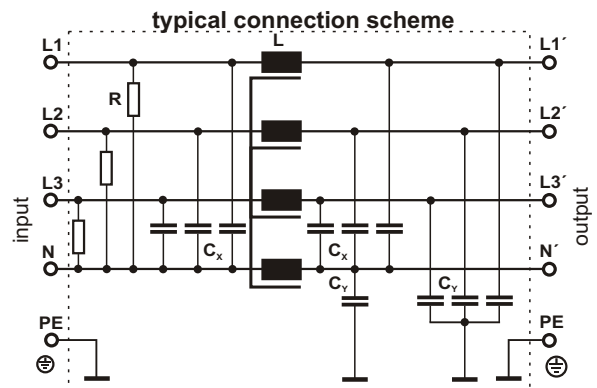 typical connection scheme
L1
L
L1´
R
L2
L2´
L3
L3´
input
output
N
Cx
Cx
N´
CY
CY
PE
PE